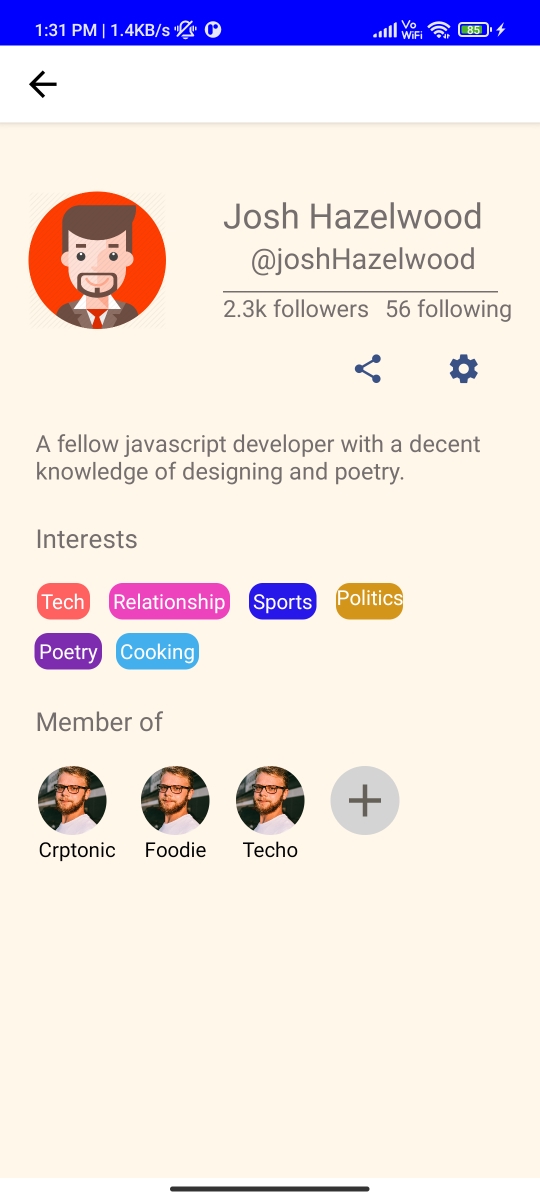 1:31 PM | 1.4KB/s
Vo
WiFi
85
Josh Hazelwood
@joshHazelwood
2.3k followers 56 following
A fellow javascript developer with a decent
knowledge of designing and poetry.
Interests
Tech Relationship Sports Politics
Poetry Cooking
Member of
Crptonic Foodie Techo